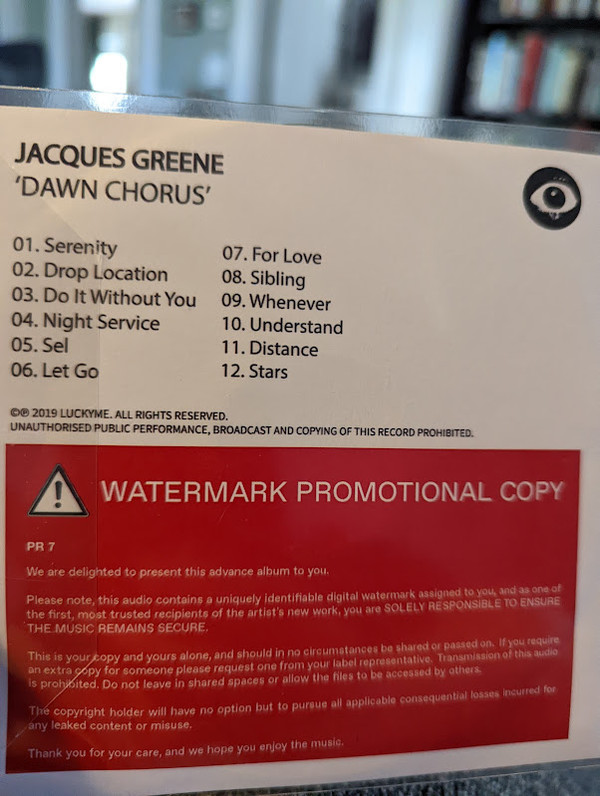 JACQUES GREENE
'DAWN CHORUS'
01. Serenity
02. Drop Location
03. Do It Without You
04. Night Service
05. Sel
06. Let Go
07. For Love
08. Sibling
09. Whenever
10. Understand
11. Distance
12. Stars
©℗ 2019 LUCKYME. ALL RIGHTS RESERVED.
UNAUTHORISED PUBLIC PERFORMANCE, BROADCAST AND COPYING OF THIS RECORD PROHIBITED.
WATERMARK PROMOTIONAL COPY
PR 7
We are delighted to present this advance album to you.
Please note, this audio contains a uniquely identifiable digital watermark assigned to you, and as one of
the first, most trusted recipients of the artist's new work, you are SOLELY RESPONSIBLE TO ENSURE
THE MUSIC REMAINS SECURE.
This is your copy and yours alone, and should in no circumstances be shared or passed on. If you require
an extra copy for someone please request one from your label representative. Transmission of this audio
is prohibited. Do not leave in shared spaces or allow the files to be accessed by others.
The copyright holder will have no option but to pursue all applicable consequential losses incurred for
any leaked content or misuse.
Thank you for your care, and we hope you enjoy the music.